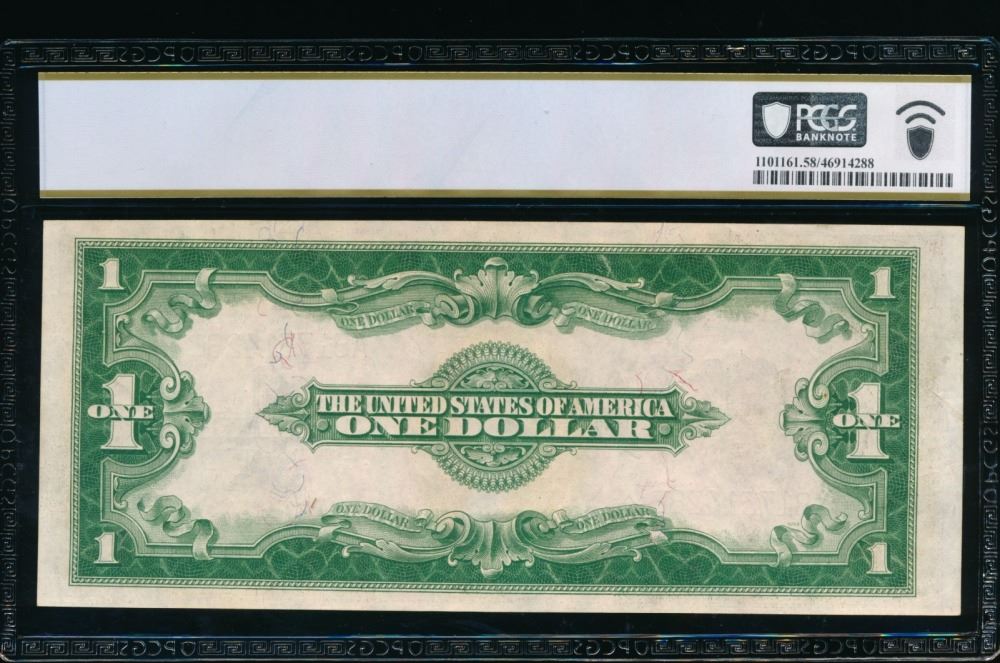 PCGS
BANKNOTE
1101161.58/46914288
1 1
ONE DOLLAR ONE DOLLAR
1 1
ONE ONE
THE UNITED STATES OF AMERICA
ONE DOLLAR
ONE DOLLAR ONE DOLLAR
1 1